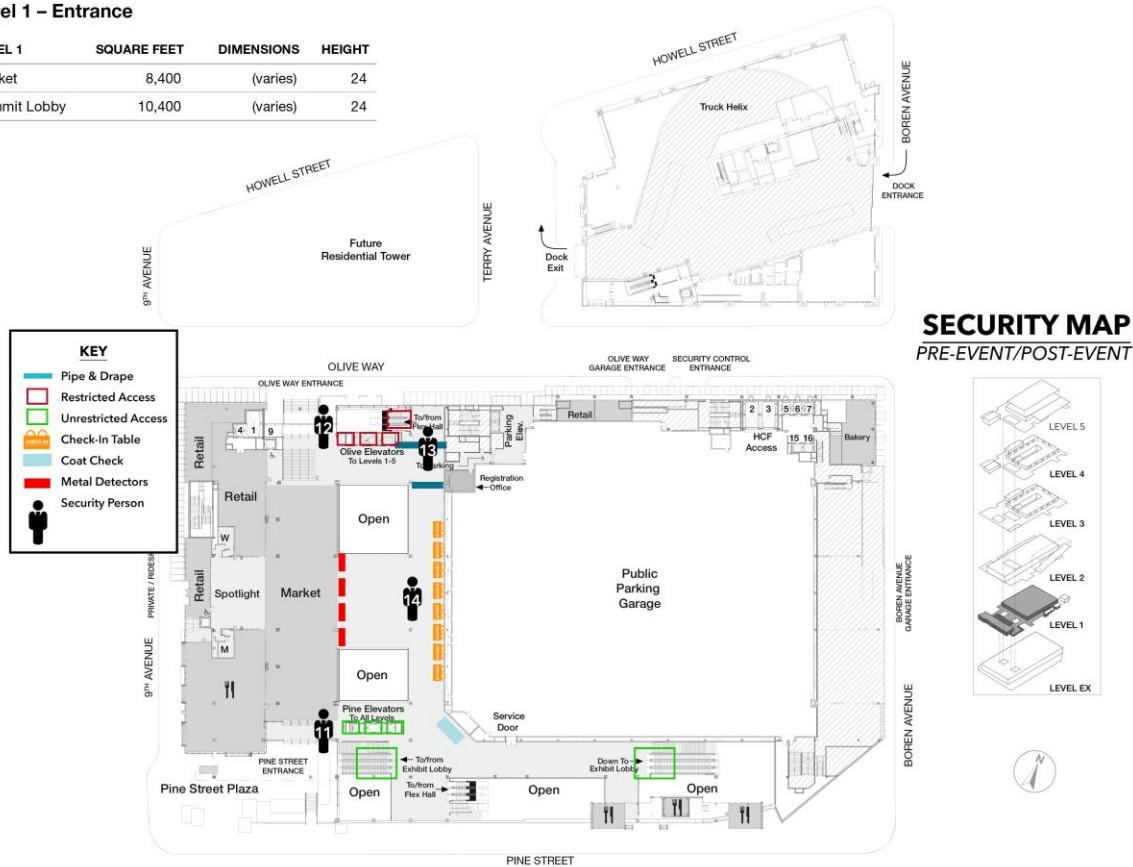 el 1 – Entrance
EL 1 SQUARE FEET DIMENSIONS HEIGHT
ket 8,400 (varies) 24
mit Lobby 10,400 (varies) 24
HOWELL STREET
Truck Helix
BOREN AVENUE
DOCK
ENTRANCE
Dock
Exit
HOWELL STREET
9TH AVENUE
Future
Residential Tower
TERRY AVENUE
SECURITY MAP
PRE-EVENT/POST-EVENT
LEVEL 5
LEVEL 4
LEVEL 3
LEVEL 2
LEVEL 1
LEVEL EX
N
KEY
Pipe & Drape
Restricted Access
Unrestricted Access
CHECK-IN
Check-In Table
Coat Check
Metal Detectors
Security Person
OLIVE WAY
OLIVE WAY ENTRANCE
OLIVE WAY
GARAGE ENTRANCE
SECURITY CONTROL
ENTRANCE
12
To/from
Flex Hall
13
Olive Elevators
To Levels 1-5
Parking
Elev.
Retail
2 3 5 6 7
HCF
Access
15 16
Bakery
4 1 9
Retail
Retail
W
Registration
Office
Open
Retail
Spotlight
Market
14
Public
Parking
Garage
PRIVATE / RIDESH
9TH AVENUE
M
Open
BOREN AVENUE
GARAGE ENTRANCE
BOREN AVENUE
Pine Elevators
To All Levels
11
Service
Door
PINE STREET
ENTRANCE
To/from
Exhibit Lobby
Down To
Exhibit Lobby
Pine Street Plaza
Open
To/from
Flex Hall
Open
Open
PINE STREET